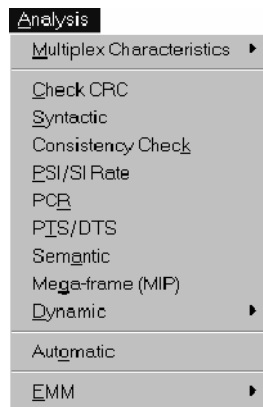 Analysis
Multiplex Characteristics
Check CRC
Syntactic
Consistency Check
PSI/SI Rate
PCR
PTS/DTS
Semantic
Mega-frame (MIP)
Dynamic
Automatic
EMM